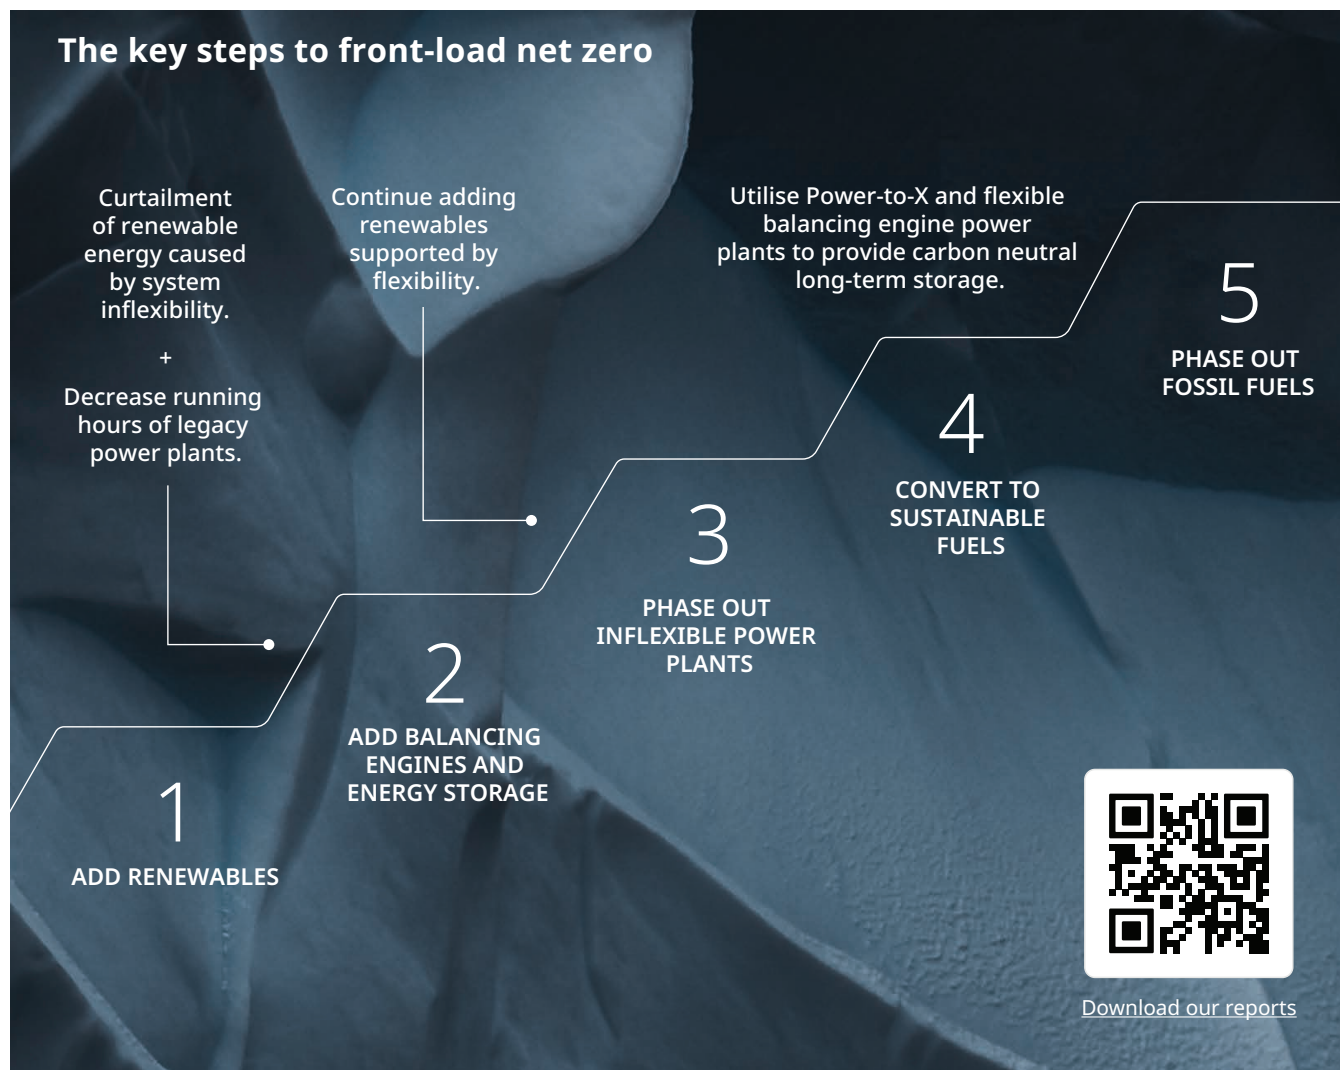 The key steps to front-load net zero
Curtailment
of renewable
energy caused
by system
inflexibility.
+
Decrease running
hours of legacy
power plants.
Continue adding
renewables
supported by
flexibility.
Utilise Power-to-X and flexible
balancing engine power
plants to provide carbon neutral
long-term storage.
1
ADD RENEWABLES
2
ADD BALANCING
ENGINES AND
ENERGY STORAGE
3
PHASE OUT
INFLEXIBLE POWER
PLANTS
4
CONVERT TO
SUSTAINABLE
FUELS
5
PHASE OUT
FOSSIL FUELS
Download our reports